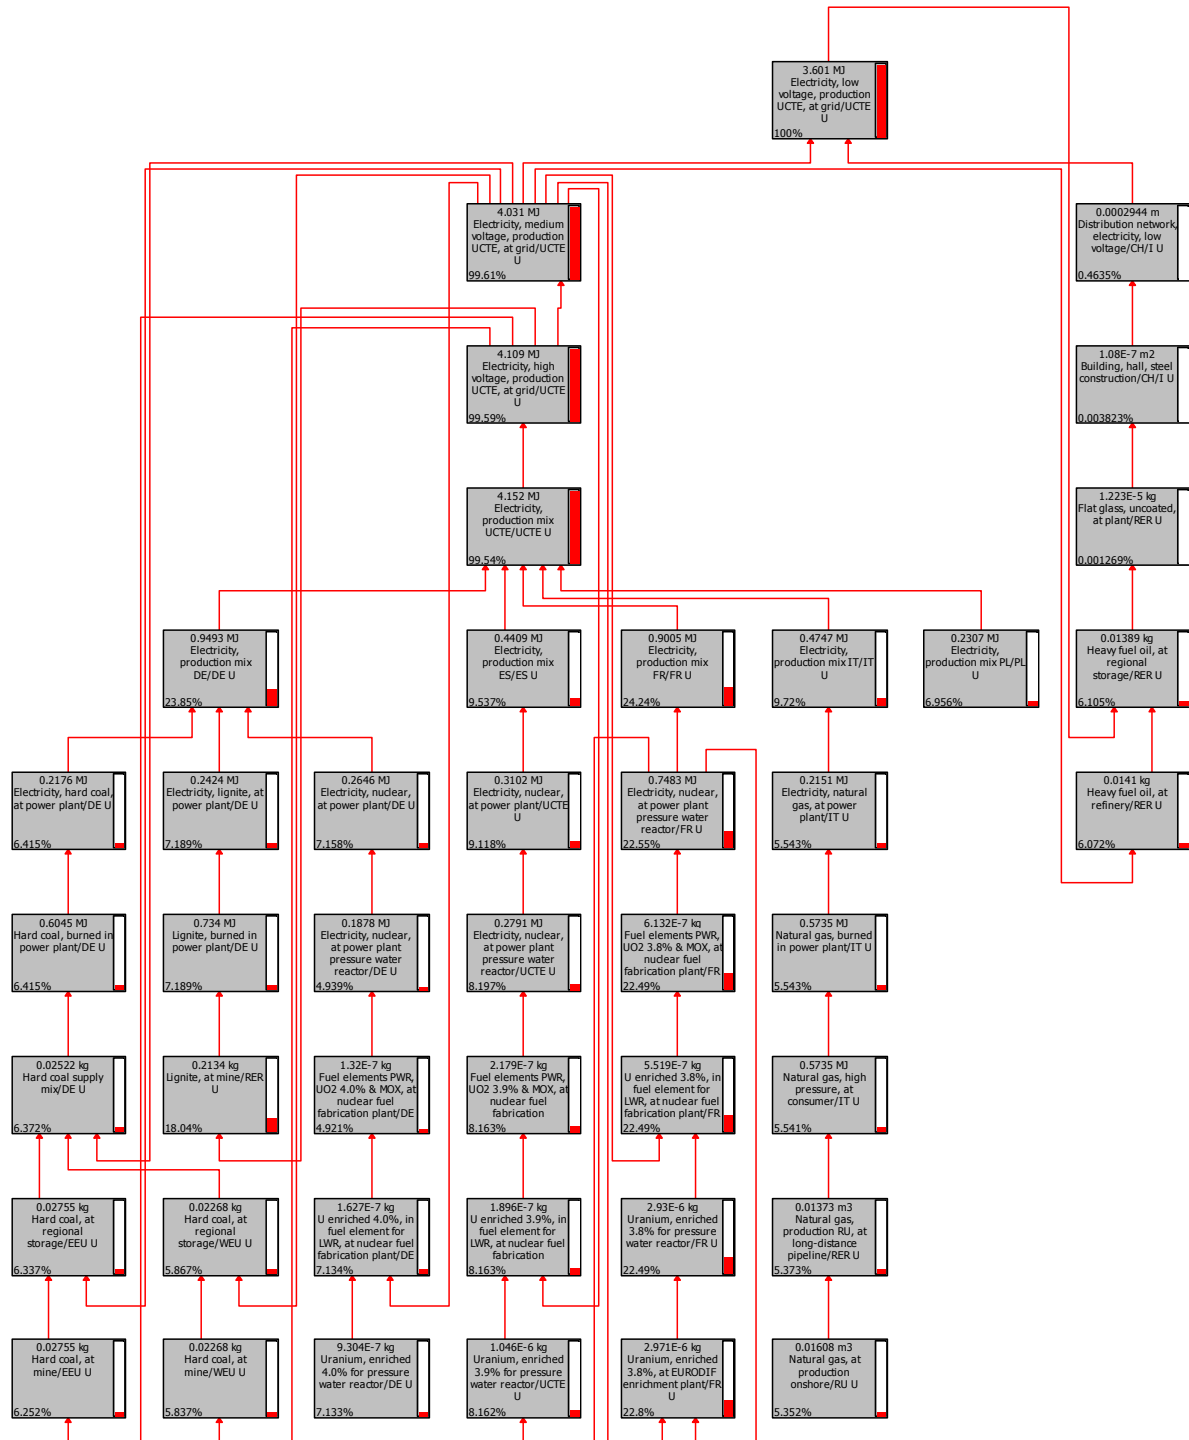 3.601 MJ
Electricity, low
voltage, production
UCTE, at grid/UCTE
U
100%
4.031 MJ
Electricity, medium
voltage, production
UCTE, at grid/UCTE
U
99.61%
0.0002944 m
Distribution network,
electricity, low
voltage/CH/I U
0.4635%
4.109 MJ
Electricity, high
voltage, production
UCTE, at grid/UCTE
U
99.59%
1.08E-7 m2
Building, hall, steel
construction/CH/I U
0.003823%
4.152 MJ
Electricity,
production mix
UCTE/UCTE U
99.54%
1.223E-5 kg
Flat glass, uncoated,
at plant/RER U
0.001269%
0.9493 MJ
Electricity,
production mix
DE/DE U
23.85%
0.4409 MJ
Electricity,
production mix
ES/ES U
9.537%
0.9005 MJ
Electricity,
production mix
FR/FR U
24.24%
0.4747 MJ
Electricity,
production mix IT/IT
U
9.72%
0.2307 MJ
Electricity,
production mix PL/PL
U
6.956%
0.01389 kg
Heavy fuel oil, at
regional
storage/RER U
6.105%
0.2176 MJ
Electricity, hard coal,
at power plant/DE U
6.415%
0.2424 MJ
Electricity, lignite, at
power plant/DE U
7.189%
0.2646 MJ
Electricity, nuclear,
at power plant/DE U
7.158%
0.3102 MJ
Electricity, nuclear,
at power plant/UCTE
U
9.118%
0.7483 MJ
Electricity, nuclear,
at power plant
pressure water
reactor/FR U
22.55%
0.2151 MJ
Electricity, natural
gas, at power
plant/IT U
5.543%
0.0141 kg
Heavy fuel oil, at
refinery/RER U
6.072%
0.6045 MJ
Hard coal, burned in
power plant/DE U
6.415%
0.734 MJ
Lignite, burned in
power plant/DE U
7.189%
0.1878 MJ
Electricity, nuclear,
at power plant
pressure water
reactor/DE U
4.939%
0.2791 MJ
Electricity, nuclear,
at power plant
pressure water
reactor/UCTE U
8.197%
6.132E-7 kg
Fuel elements PWR,
UO2 3.8% & MOX, at
nuclear fuel
fabrication plant/FR
22.49%
0.5735 MJ
Natural gas, burned
in power plant/IT U
5.543%
0.02522 kg
Hard coal supply
mix/DE U
6.372%
0.2134 kg
Lignite, at mine/RER
U
18.04%
1.32E-7 kg
Fuel elements PWR,
UO2 4.0% & MOX, at
nuclear fuel
fabrication plant/DE
4.921%
2.179E-7 kg
Fuel elements PWR,
UO2 3.9% & MOX, at
nuclear fuel
fabrication
8.163%
5.519E-7 kg
U enriched 3.8%, in
fuel element for
LWR, at nuclear fuel
fabrication plant/FR
22.49%
0.5735 MJ
Natural gas, high
pressure, at
consumer/IT U
5.541%
0.02755 kg
Hard coal, at
regional
storage/EEU U
6.337%
0.02268 kg
Hard coal, at
regional
storage/WEU U
5.867%
1.627E-7 kg
U enriched 4.0%, in
fuel element for
LWR, at nuclear fuel
fabrication plant/DE
7.134%
1.896E-7 kg
U enriched 3.9%, in
fuel element for
LWR, at nuclear fuel
fabrication
8.163%
2.93E-6 kg
Uranium, enriched
3.8% for pressure
water reactor/FR U
22.49%
0.01373 m3
Natural gas,
production RU, at
long-distance
pipeline/RER U
5.373%
0.02755 kg
Hard coal, at
mine/EEU U
6.252%
0.02268 kg
Hard coal, at
mine/WEU U
5.837%
9.304E-7 kg
Uranium, enriched
4.0% for pressure
water reactor/DE U
7.133%
1.046E-6 kg
Uranium, enriched
3.9% for pressure
water reactor/UCTE
U
8.162%
2.971E-6 kg
Uranium, enriched
3.8%, at EURODIF
enrichment plant/FR
U
22.8%
0.01608 m3
Natural gas, at
production
onshore/RU U
5.352%